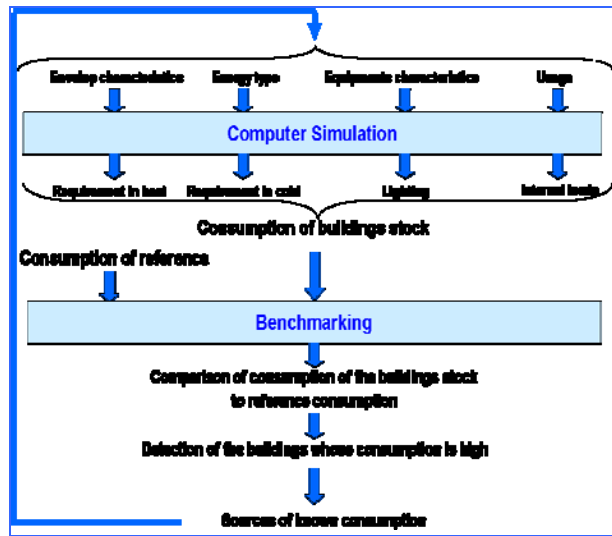 Envelop characteristics Energy type Equipments characteristics Usage
Computer Simulation
Requirement in heat Requirement in cold Lighting Internal loads
Consumption of buildings stock
Consumption of reference
Benchmarking
Comparison of consumption of the buildings stock
to reference consumption
Detection of the buildings whose consumption is high
Sources of known consumption